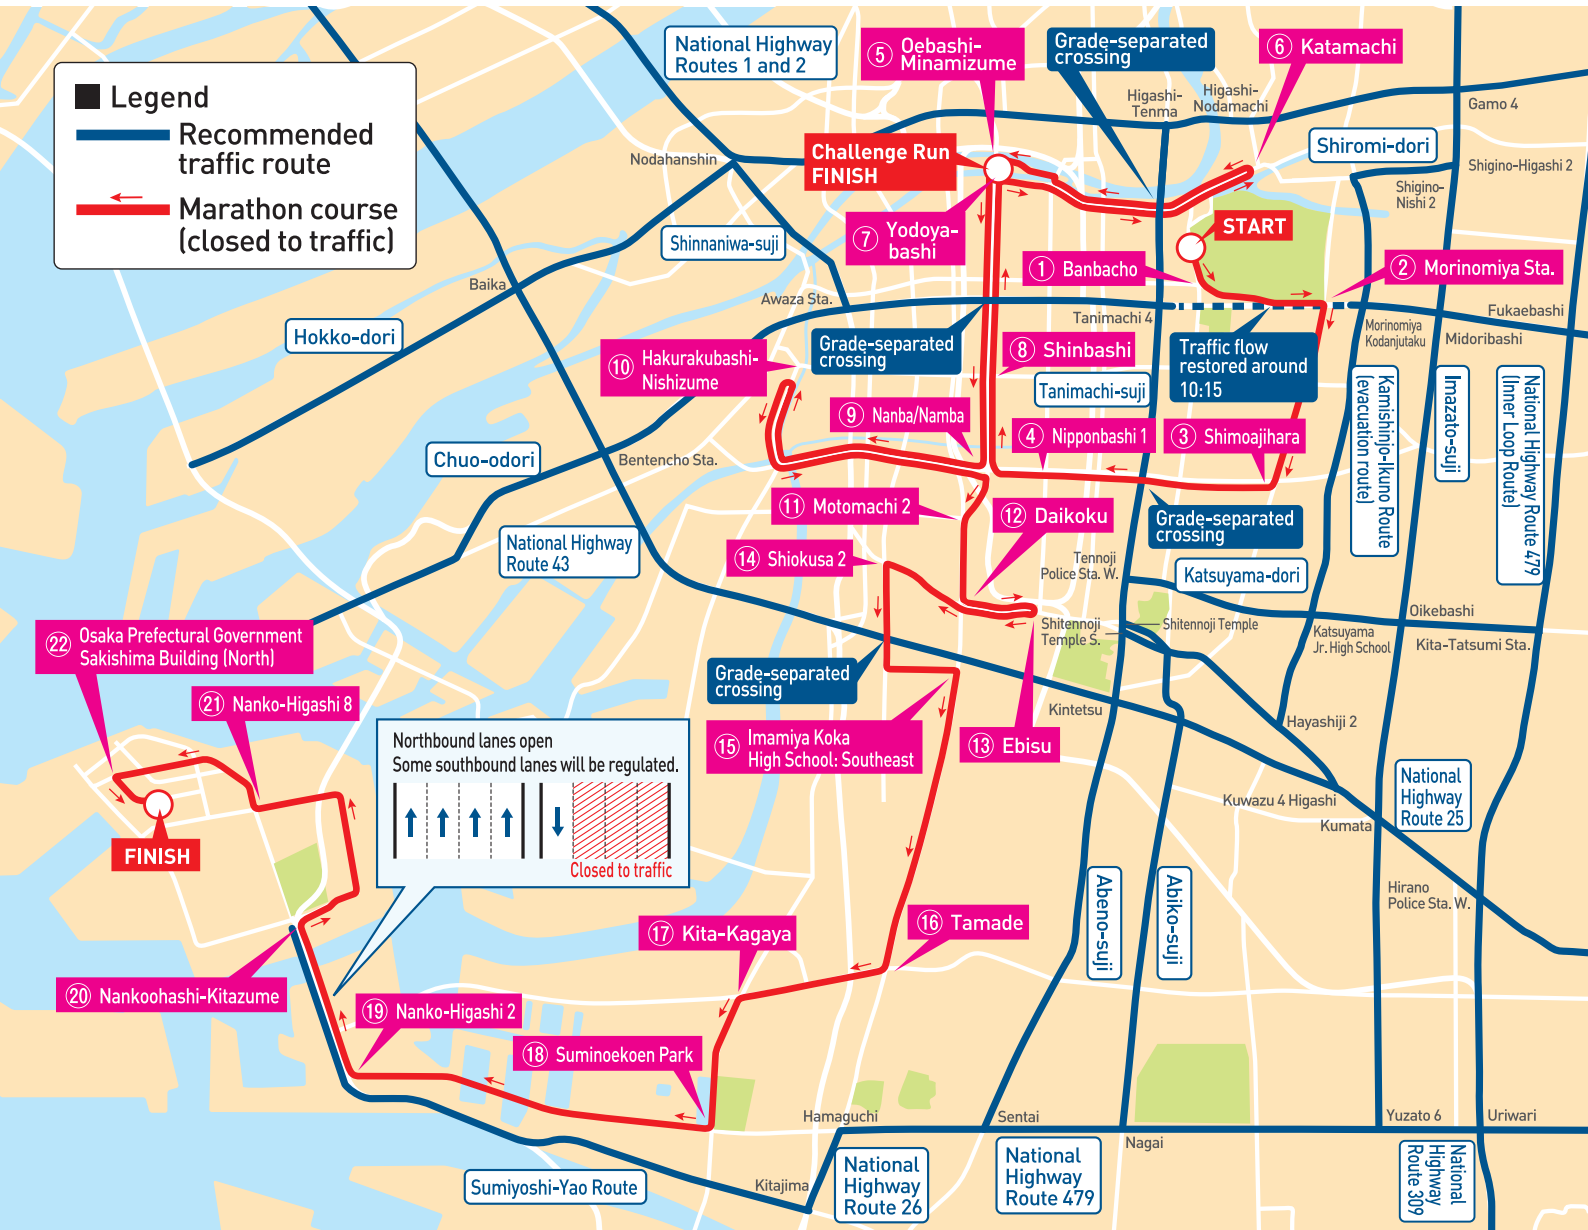 Legend
Recommended
traffic route
Marathon course
(closed to traffic)
National Highway
Routes 1 and 2
⑤ Oebashi-
Minamizume
Grade-separated
crossing
⑥ Katamachi
Higashi-
Tenma
Higashi-
Nodamachi
Gamo 4
Shiromi-dori
Shigino-Higashi 2
Shigino-
Nishi 2
Nodahanshin
Challenge Run
FINISH
START
⑦ Yodoya-
bashi
Shinnaniwa-suji
① Banbacho
② Morinomiya Sta.
Baika
Awaza Sta.
Tanimachi 4
Fukaebashi
Morinomiya
Kodanjutaku
Midoribashi
Hokko-dori
Grade-separated
crossing
⑧ Shinbashi
Traffic flow
restored around
10:15
⑩ Hakurakubashi-
Nishizume
Tanimachi-suji
Kamishinjo-Ikuno Route
(evacuation route)
Imazato-suji
National Highway Route 479
(Inner Loop Route)
⑨ Nanba/Namba
④ Nipponbashi 1
③ Shimoajihara
Chuo-odori
Bentencho Sta.
⑪ Motomachi 2
⑫ Daikoku
Grade-separated
crossing
National Highway
Route 43
⑭ Shiokusa 2
Tennoji
Police Sta. W.
Katsuyama-dori
Oikebashi
Shitennoji
Temple S.
Shitennoji Temple
Katsuyama
Jr. High School
Kita-Tatsumi Sta.
㉒ Osaka Prefectural Government
Sakishima Building (North)
Grade-separated
crossing
㉑ Nanko-Higashi 8
Kintetsu
Hayashiji 2
⑮ Imamiya Koka
High School: Southeast
⑬ Ebisu
Northbound lanes open
Some southbound lanes will be regulated.
Closed to traffic
National
Highway
Route 25
Kuwazu 4 Higashi
Kumata
FINISH
Abeno-suji
Abiko-suji
Hirano
Police Sta. W.
⑯ Tamade
⑰ Kita-Kagaya
⑳ Nankoohashi-Kitazume
⑲ Nanko-Higashi 2
⑱ Suminoekoen Park
Hamaguchi
Sentai
Nagai
Yuzato 6
Uriwari
National
Highway
Route 26
National
Highway
Route 479
National
Highway
Route 309
Sumiyoshi-Yao Route
Kitajima